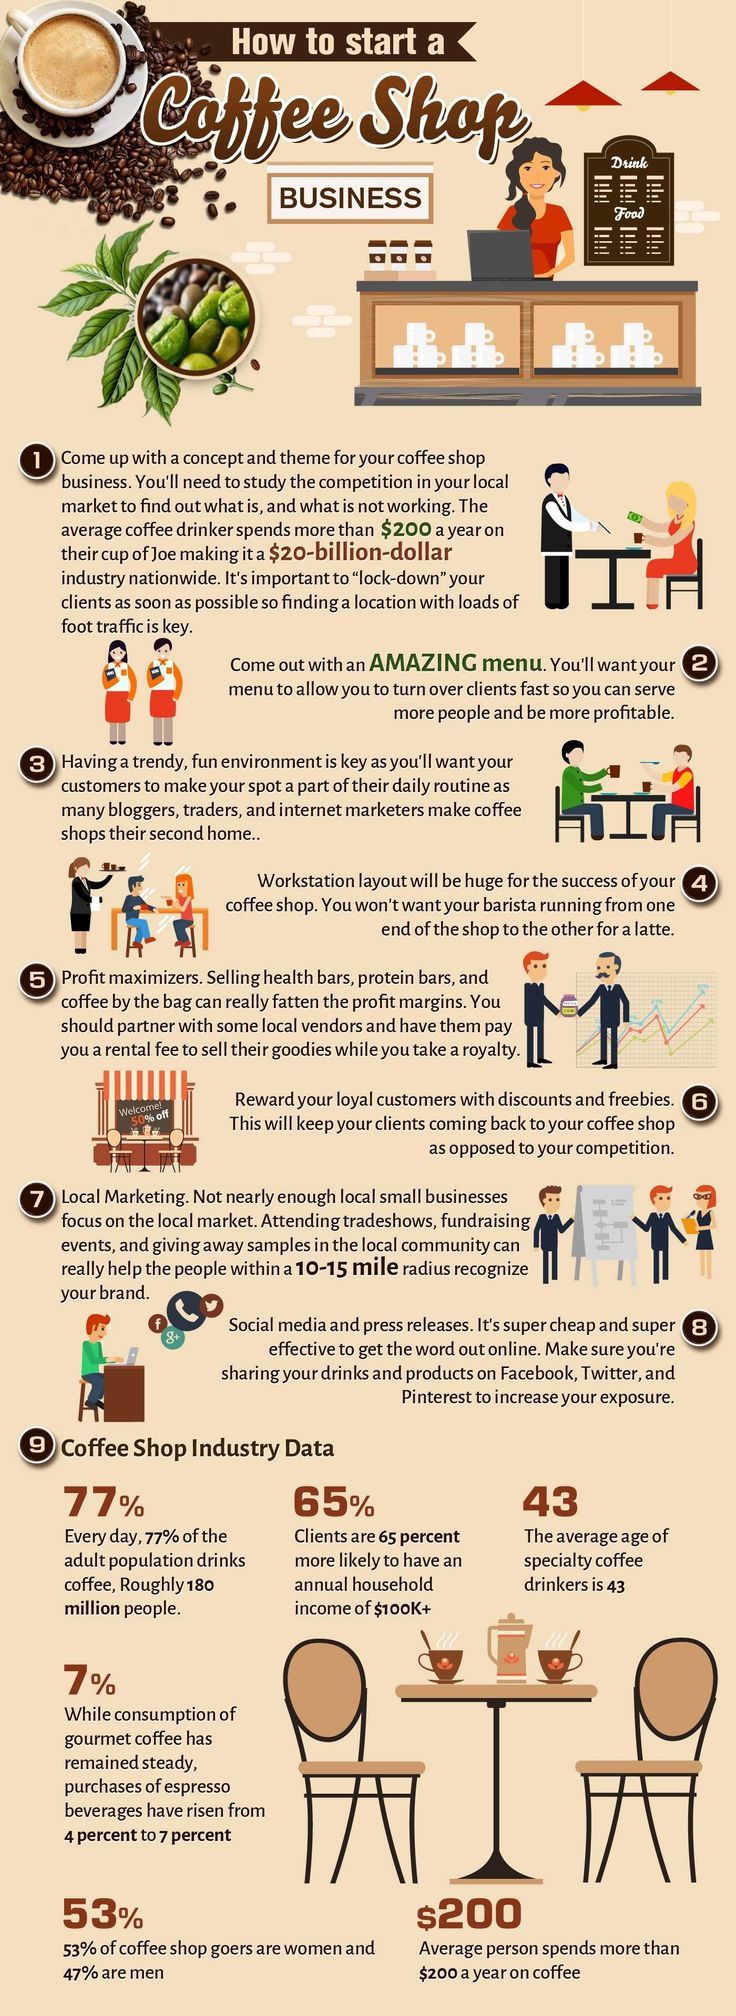 How to start a
Coffee Shop
BUSINESS
Drink
Food
1
Come up with a concept and theme for your coffee shop
business. You'll need to study the competition in your local
market to find out what is, and what is not working. The
average coffee drinker spends more than $200 a year on
their cup of Joe making it a $20-billion-dollar
industry nationwide. It's important to “lock-down” your
clients as soon as possible so finding a location with loads of
foot traffic is key.
2
Come out with an AMAZING menu. You'll want your
menu to allow you to turn over clients fast so you can serve
more people and be more profitable.
3
Having a trendy, fun environment is key as you'll want your
customers to make your spot a part of their daily routine as
many bloggers, traders, and internet marketers make coffee
shops their second home..
4
Workstation layout will be huge for the success of your
coffee shop. You won't want your barista running from one
end of the shop to the other for a latte.
5
Profit maximizers. Selling health bars, protein bars, and
coffee by the bag can really fatten the profit margins. You
should partner with some local vendors and have them pay
you a rental fee to sell their goodies while you take a royalty.
6
Reward your loyal customers with discounts and freebies.
This will keep your clients coming back to your coffee shop
as opposed to your competition.
Welcome!
50% off
7
Local Marketing. Not nearly enough local small businesses
focus on the local market. Attending tradeshows, fundraising
events, and giving away samples in the local community can
really help the people within a 10-15 mile radius recognize
your brand.
8
Social media and press releases. It's super cheap and super
effective to get the word out online. Make sure you're
sharing your drinks and products on Facebook, Twitter, and
Pinterest to increase your exposure.
f
g+
9
Coffee Shop Industry Data
77%
Every day, 77% of the
adult population drinks
coffee, Roughly 180
million people.
65%
Clients are 65 percent
more likely to have an
annual household
income of $100K+
43
The average age of
specialty coffee
drinkers is 43
7%
While consumption of
gourmet coffee has
remained steady,
purchases of espresso
beverages have risen from
4 percent to 7 percent
53%
53% of coffee shop goers are women and
47% are men
$200
Average person spends more than
$200 a year on coffee